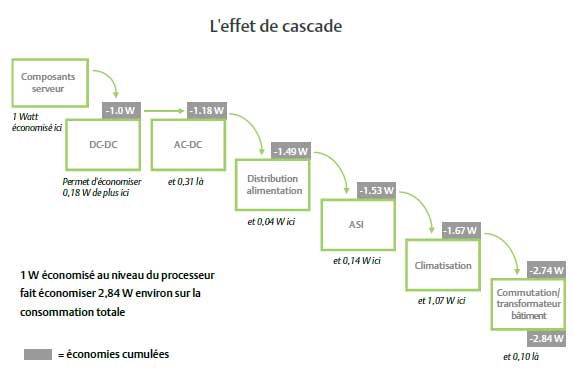 L'effet de cascade
Composants
serveur
1 Watt
économisé ici
-1.0 W
DC-DC
Permet d'économiser
0,18 W de plus ici
-1.18 W
AC-DC
et 0,31 là
-1.49 W
Distribution
alimentation
et 0,04 W ici
-1.53 W
ASI
et 0,14 W ici
-1.67 W
Climatisation
et 1,07 W ici
-2.74 W
Commutation/
transformateur
bâtiment
-2.84 W
et 0,10 là
1 W économisé au niveau du processeur
fait économiser 2,84 W environ sur la
consommation totale
= économies cumulées